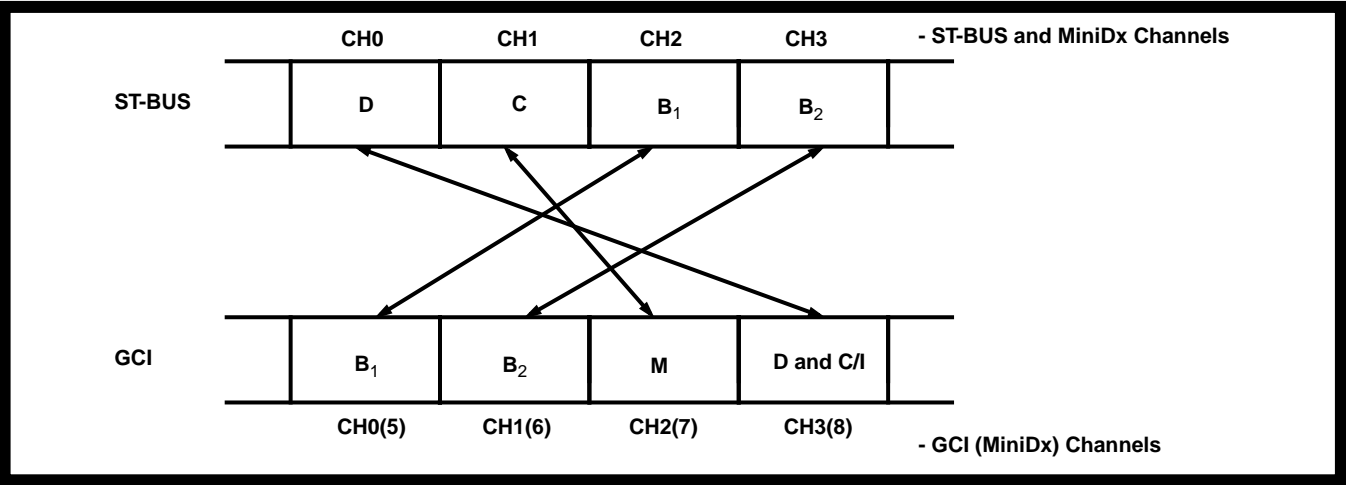 CH0 CH1 CH2 CH3 - ST-BUS and MiniDx Channels
ST-BUS D C B₁ B₂
GCI B₁ B₂ M D and C/I
CH0(5) CH1(6) CH2(7) CH3(8)
- GCI (MiniDx) Channels